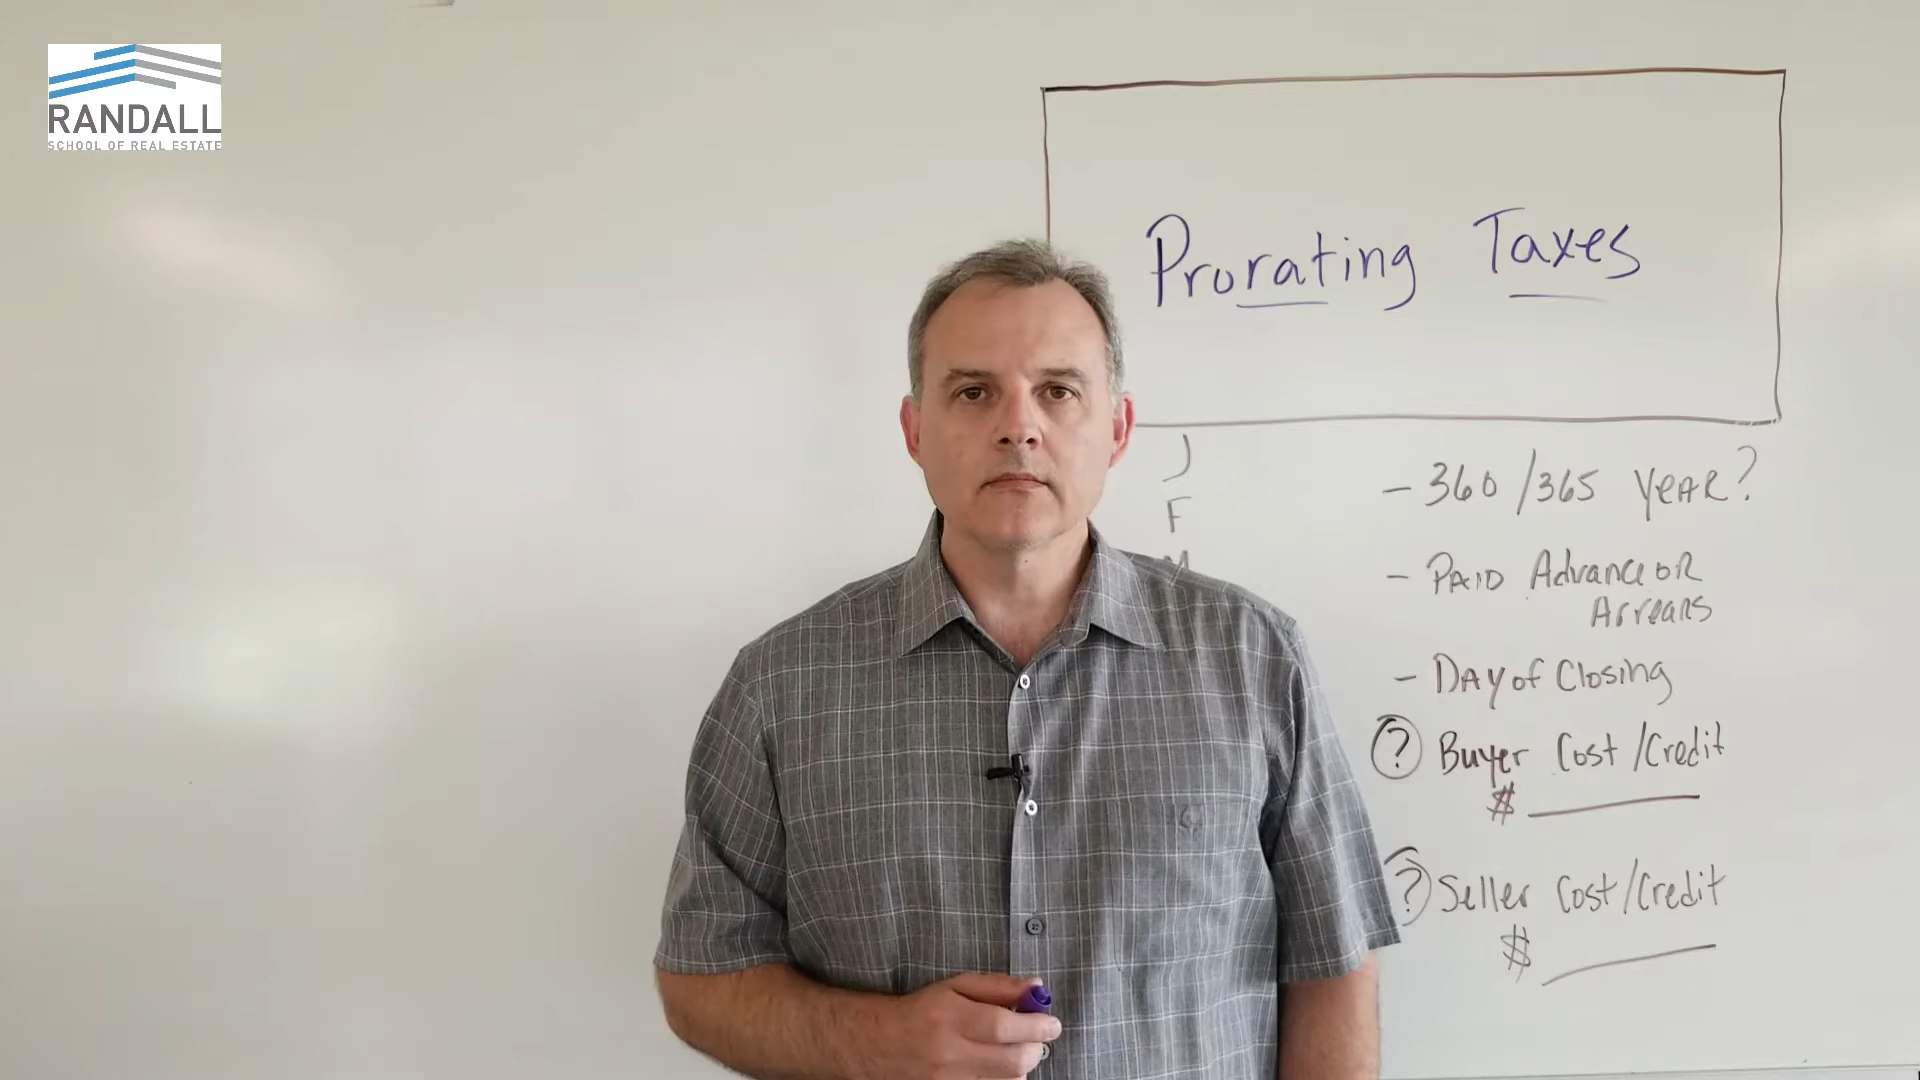 RANDALL
SCHOOL OF REAL ESTATE
Prorating Taxes
J
F
M
- 360/365 YEAR?
- PAID Advance OR
Arrears
- DAY of Closing
? Buyer Cost/Credit
$
? Seller Cost/Credit
$